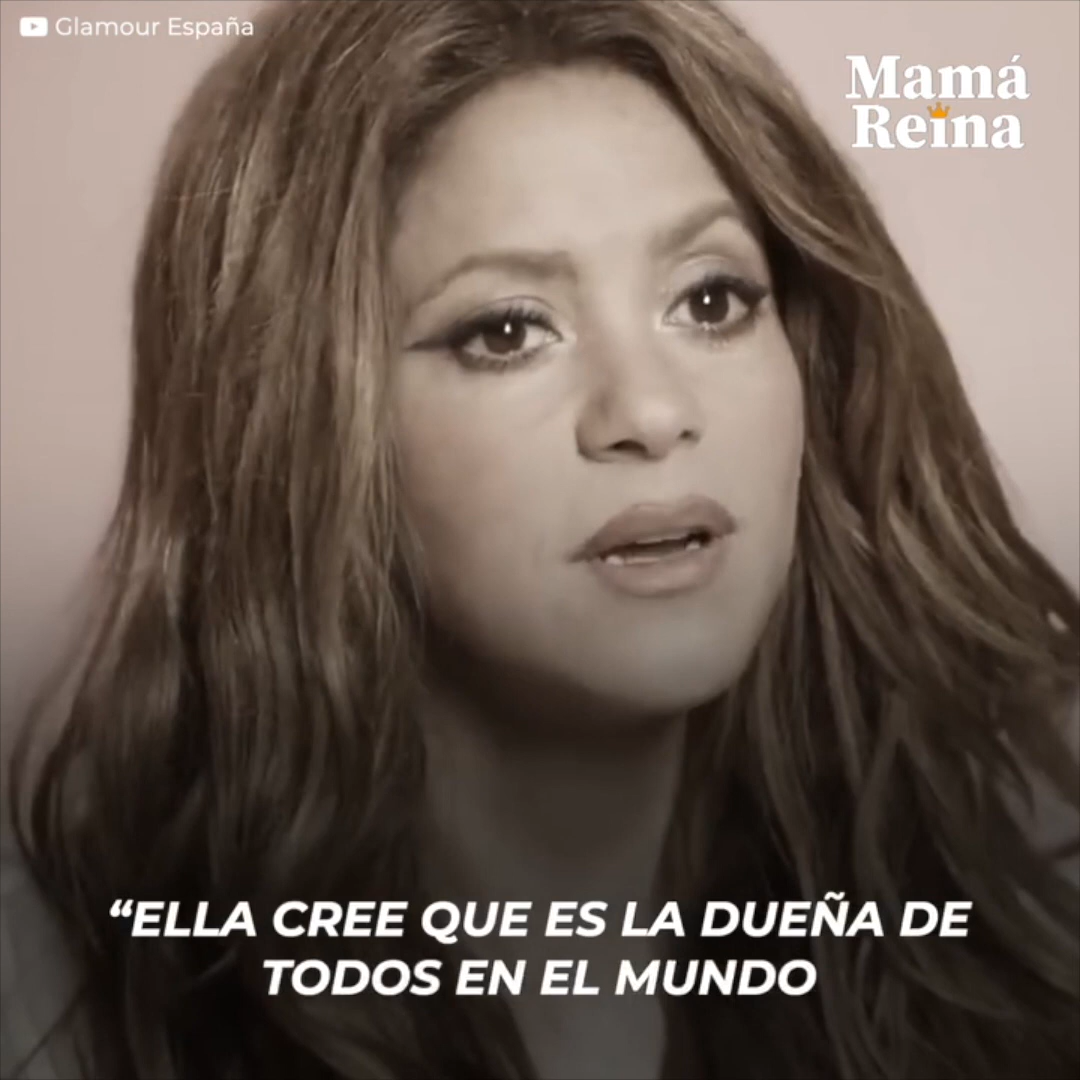 Glamour España
Mamá
Reina
“ELLA CREE QUE ES LA DUEÑA DE
TODOS EN EL MUNDO